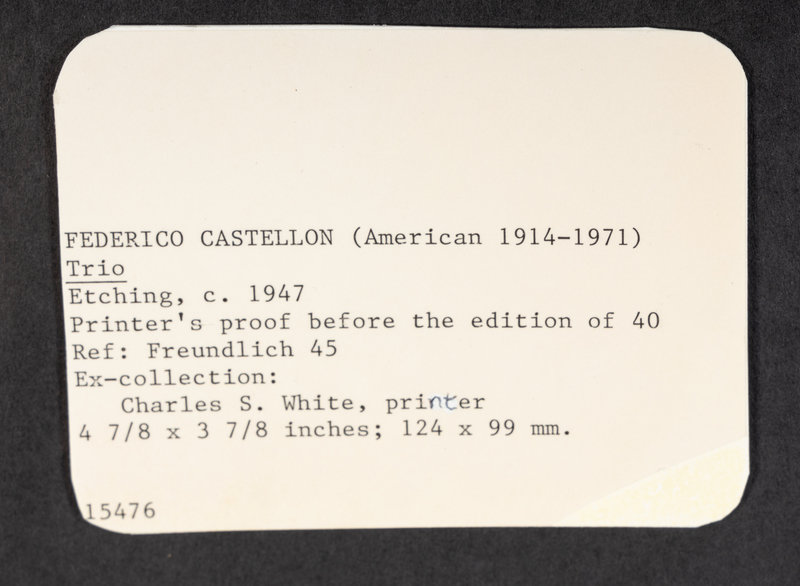 FEDERICO CASTELLON (American 1914-1971)
Trio
Etching, c. 1947
Printer's proof before the edition of 40
Ref: Freundlich 45
Ex-collection:
Charles S. White, printer
4 7/8 x 3 7/8 inches; 124 x 99 mm.
15476